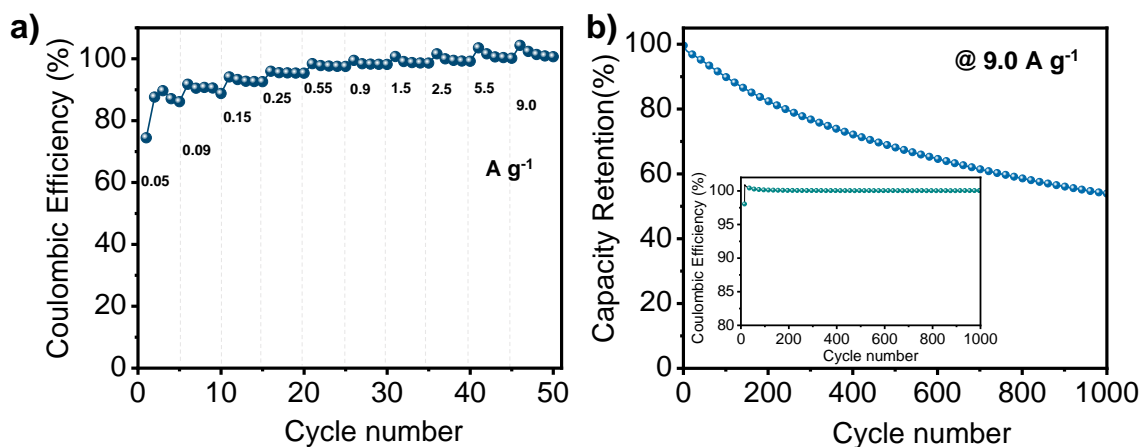 a)
Coulombic Efficiency (%)
120
100
80
60
40
20
0
0.05
0.09
0.15
0.25
0.55
0.9
1.5
2.5
5.5
9.0
A g⁻¹
0 10 20 30 40 50
Cycle number
b)
Capacity Retention(%)
100
80
60
40
20
0
@ 9.0 A g⁻¹
Coulombic Efficiency (%)
100
95
90
85
80
0 200 400 600 800 1000
Cycle number
0 200 400 600 800 1000
Cycle number